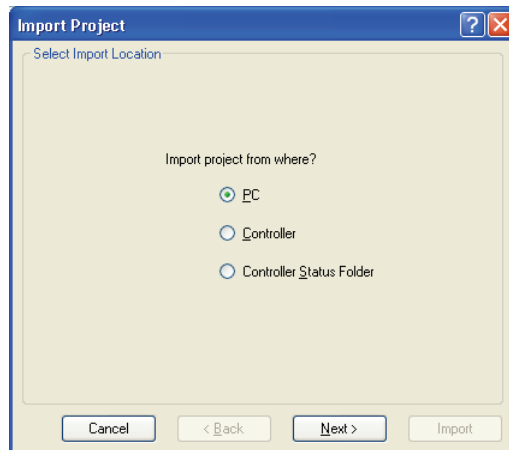 Import Project
Select Import Location
Import project from where?
PC
Controller
Controller Status Folder
Cancel < Back Next > Import